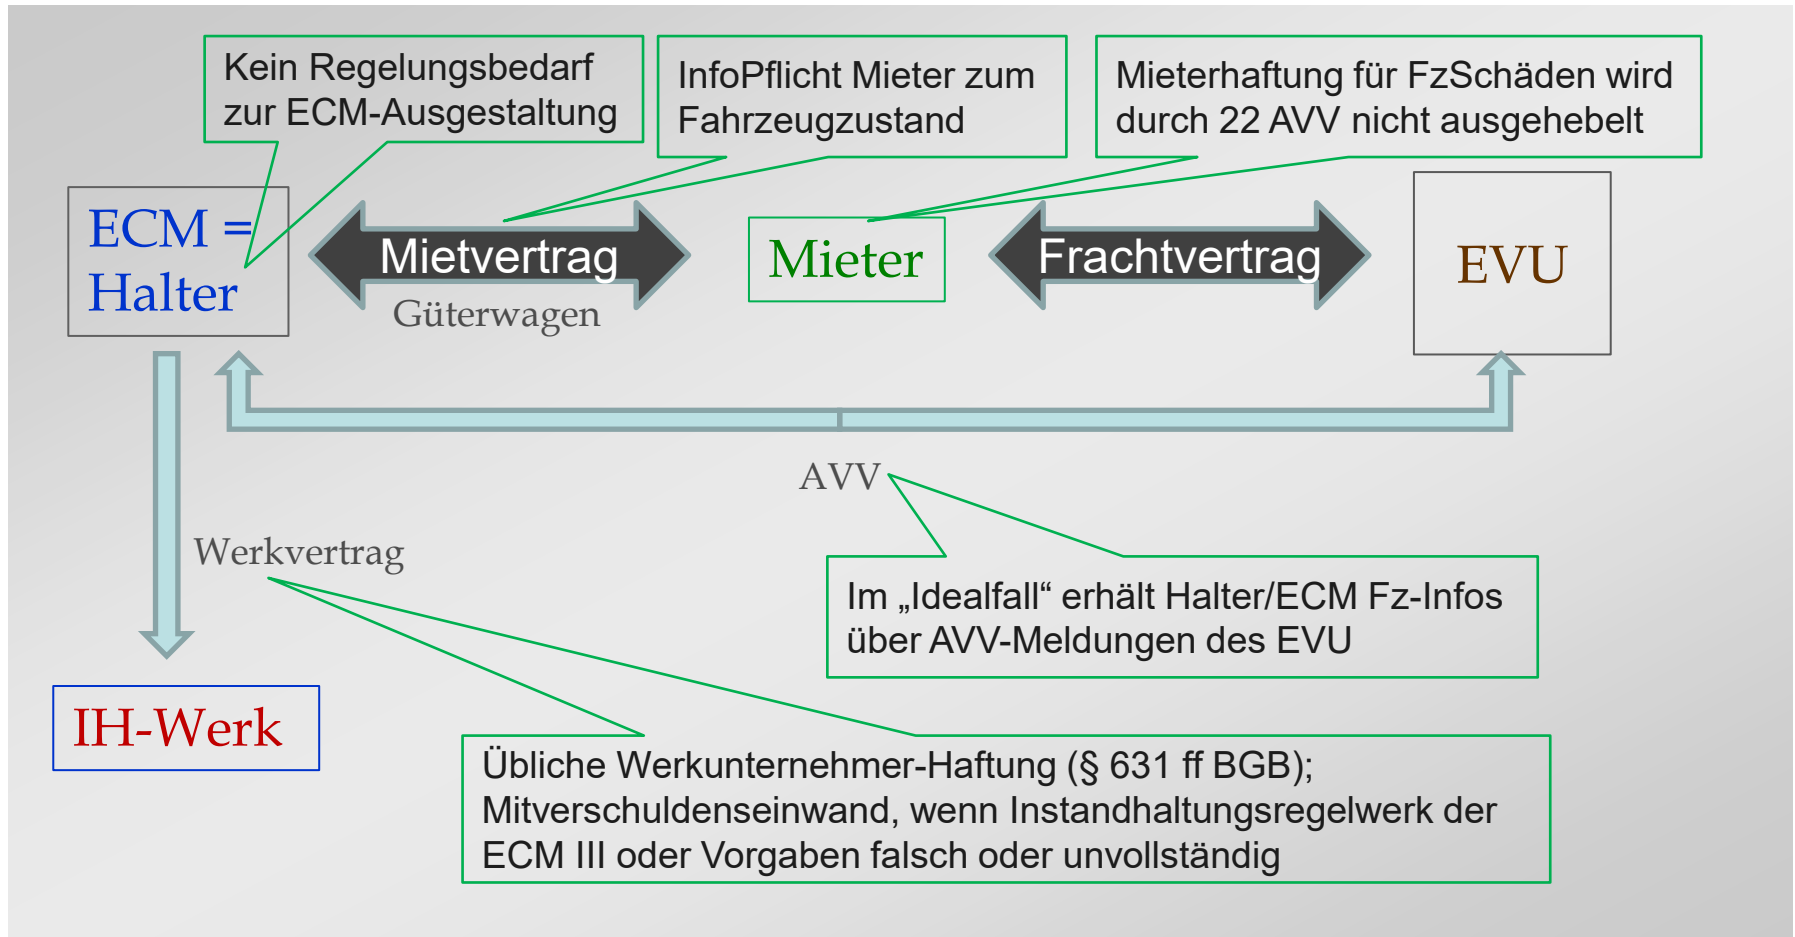 Kein Regelungsbedarf
zur ECM-Ausgestaltung
InfoPflicht Mieter zum
Fahrzeugzustand
Mieterhaftung für FzSchäden wird
durch 22 AVV nicht ausgehebelt
ECM =
Halter
Mietvertrag
Güterwagen
Mieter
Frachtvertrag
EVU
AVV
Werkvertrag
Im „Idealfall“ erhält Halter/ECM Fz-Infos
über AVV-Meldungen des EVU
IH-Werk
Übliche Werkunternehmer-Haftung (§ 631 ff BGB);
Mitverschuldenseinwand, wenn Instandhaltungsregelwerk der
ECM III oder Vorgaben falsch oder unvollständig